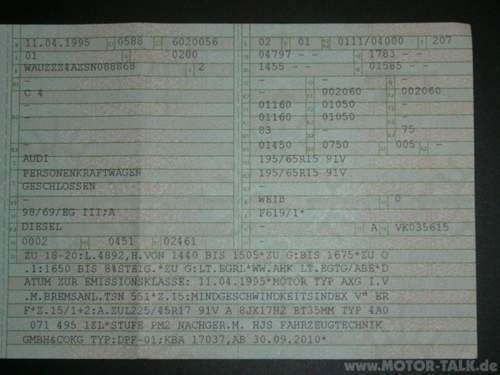 11.04.1995 0588 6020056 02 01 0111/04000 207
01 0200 04797 - - 1783 - -
WAUZZZ4AZSN088868 2 1455 - - 01585 - -
- - -
C 4 - 002060 002060
- 01160 01050 -
- 01160 01050 -
- 83 - 75
- 01450 0750 005 -
AUDI 195/65R15 91V
PERSONENKRAFTWAGEN 195/65R15 91V
GESCHLOSSEN -
- WEIß 0
98/69/EG III;A F619/1*
DIESEL - A VK035615
0002 0451 02461 -
ZU 18-20:L.4892,H.VON 1440 BIS 1505*ZU G:BIS 1675*ZU O
.1:1650 BIS 8%STEIG.*ZU G:LT.EGRL*WW.AHK LT.EGTG/ABE*D
ATUM ZUR EMISSIONSKLASSE: 11.04.1995*MOTOR TYP AXG I.V
.M.BREMSANL.TSN 551*Z.15:MINDGESCHWINDKEITSINDEX V" ER
F*Z.15/1+2:A.ZUL225/45R17 91V A 8JX17H2 ET35MM TYP 4A0
071 495 18L*STUFE PM2 NACHGER.M. HJS FAHRZEUGTECHNIK
GMBH&COKG TYP:DPF-01;KBA 17037,AB 30.09.2010*
www.MOTOR-TALK.de